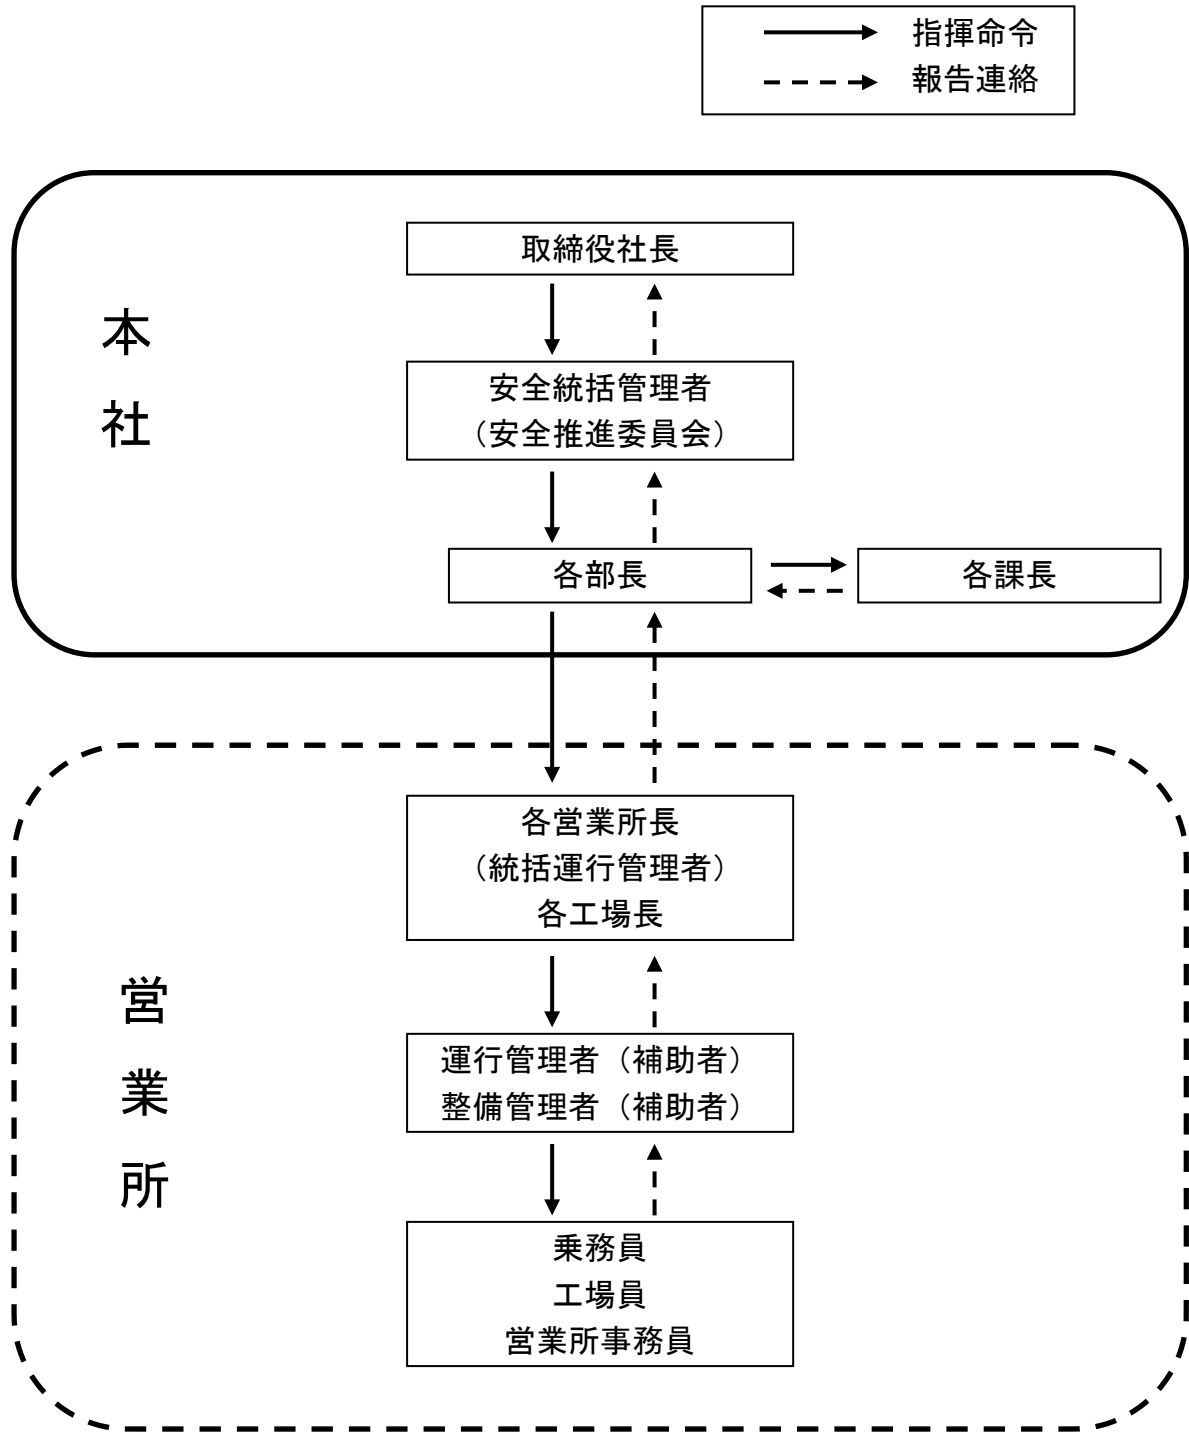 指揮命令
報告連絡
本社
取締役社長
安全統括管理者
（安全推進委員会）
各部長
各課長
営業所
各営業所長
（統括運行管理者）
各工場長
運行管理者（補助者）
整備管理者（補助者）
乗務員
工場員
営業所事務員